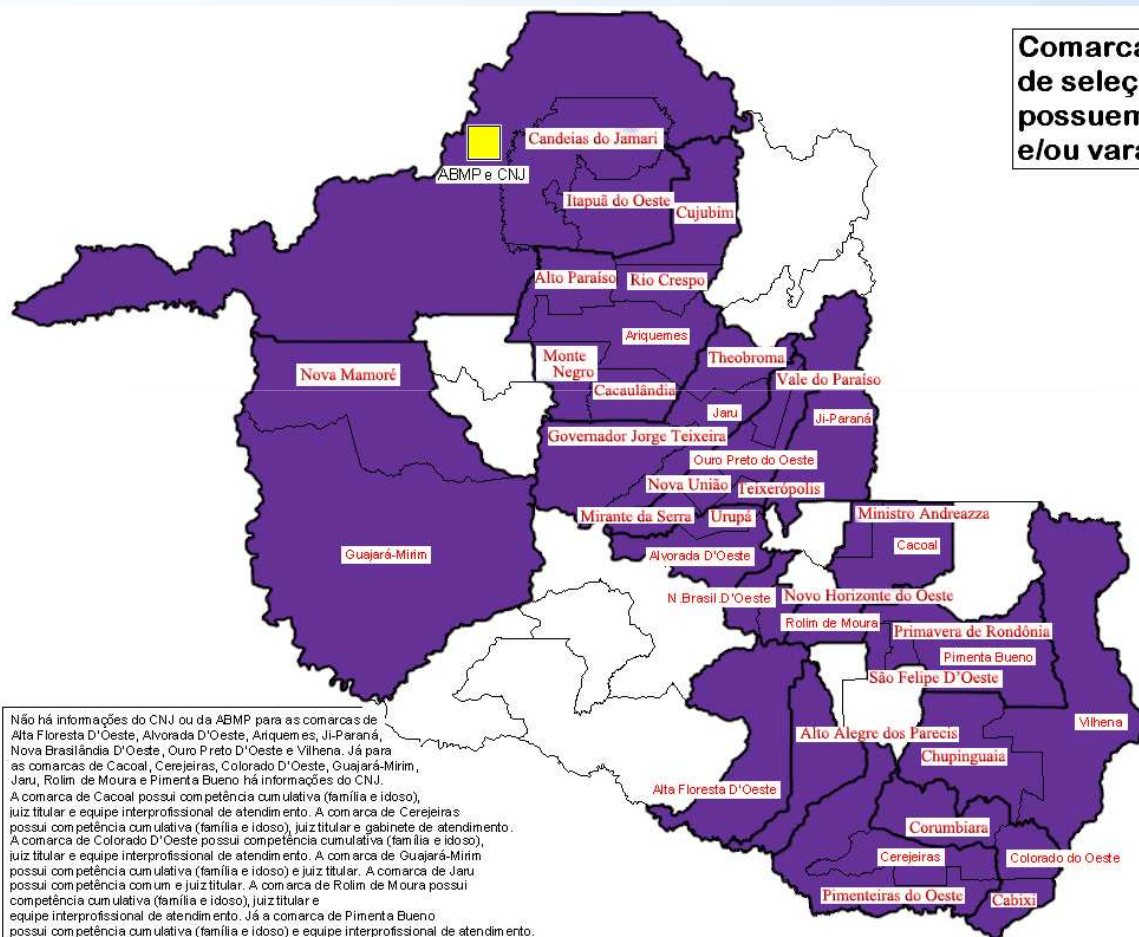 Comarca
de seleç
possuem
e/ou vara
Candeias do Jamari
ABMP e CNJ
Itapuã do Oeste
Cujubim
Alto Paraíso
Rio Crespo
Ariquemes
Theobroma
Monte
Negro
Nova Mamoré
Vale do Paraíso
Cacaulândia
Jaru
Ji-Paraná
Governador Jorge Teixeira
Ouro Preto do Oeste
Nova União
Teixerópolis
Mirante da Serra
Urupá
Ministro Andreazza
Cacoal
Guajará-Mirim
Alvorada D'Oeste
N.Brasil.D'Oeste
Novo Horizonte do Oeste
Rolim de Moura
Primavera de Rondônia
Pimenta Bueno
São Felipe D'Oeste
Vilhena
Alto Alegre dos Parecis
Chupinguaia
Alta Floresta D'Oeste
Corumbiara
Cerejeiras
Colorado do Oeste
Pimenteiras do Oeste
Cabixi
Não há informações do CNJ ou da ABMP para as comarcas de
Alta Floresta D'Oeste, Alvorada D'Oeste, Ariquemes, Ji-Paraná,
Nova Brasilândia D'Oeste, Ouro Preto D'Oeste e Vilhena. Já para
as comarcas de Cacoal, Cerejeiras, Colorado D'Oeste, Guajará-Mirim,
Jaru, Rolim de Moura e Pimenta Bueno há informações do CNJ.
A comarca de Cacoal possui competência cumulativa (família e idoso),
juiz titular e equipe interprofissional de atendimento. A comarca de Cerejeiras
possui competência cumulativa (família e idoso), juiz titular e gabinete de atendimento.
A comarca de Colorado D'Oeste possui competência cumulativa (família e idoso),
juiz titular e equipe interprofissional de atendimento. A comarca de Guajará-Mirim
possui competência cumulativa (família e idoso) e juiz titular. A comarca de Jaru
possui competência comum e juiz titular. A comarca de Rolim de Moura possui
competência cumulativa (família e idoso), juiz titular e
equipe interprofissional de atendimento. Já a comarca de Pimenta Bueno
possui competência cumulativa (família e idoso) e equipe interprofissional de atendimento.